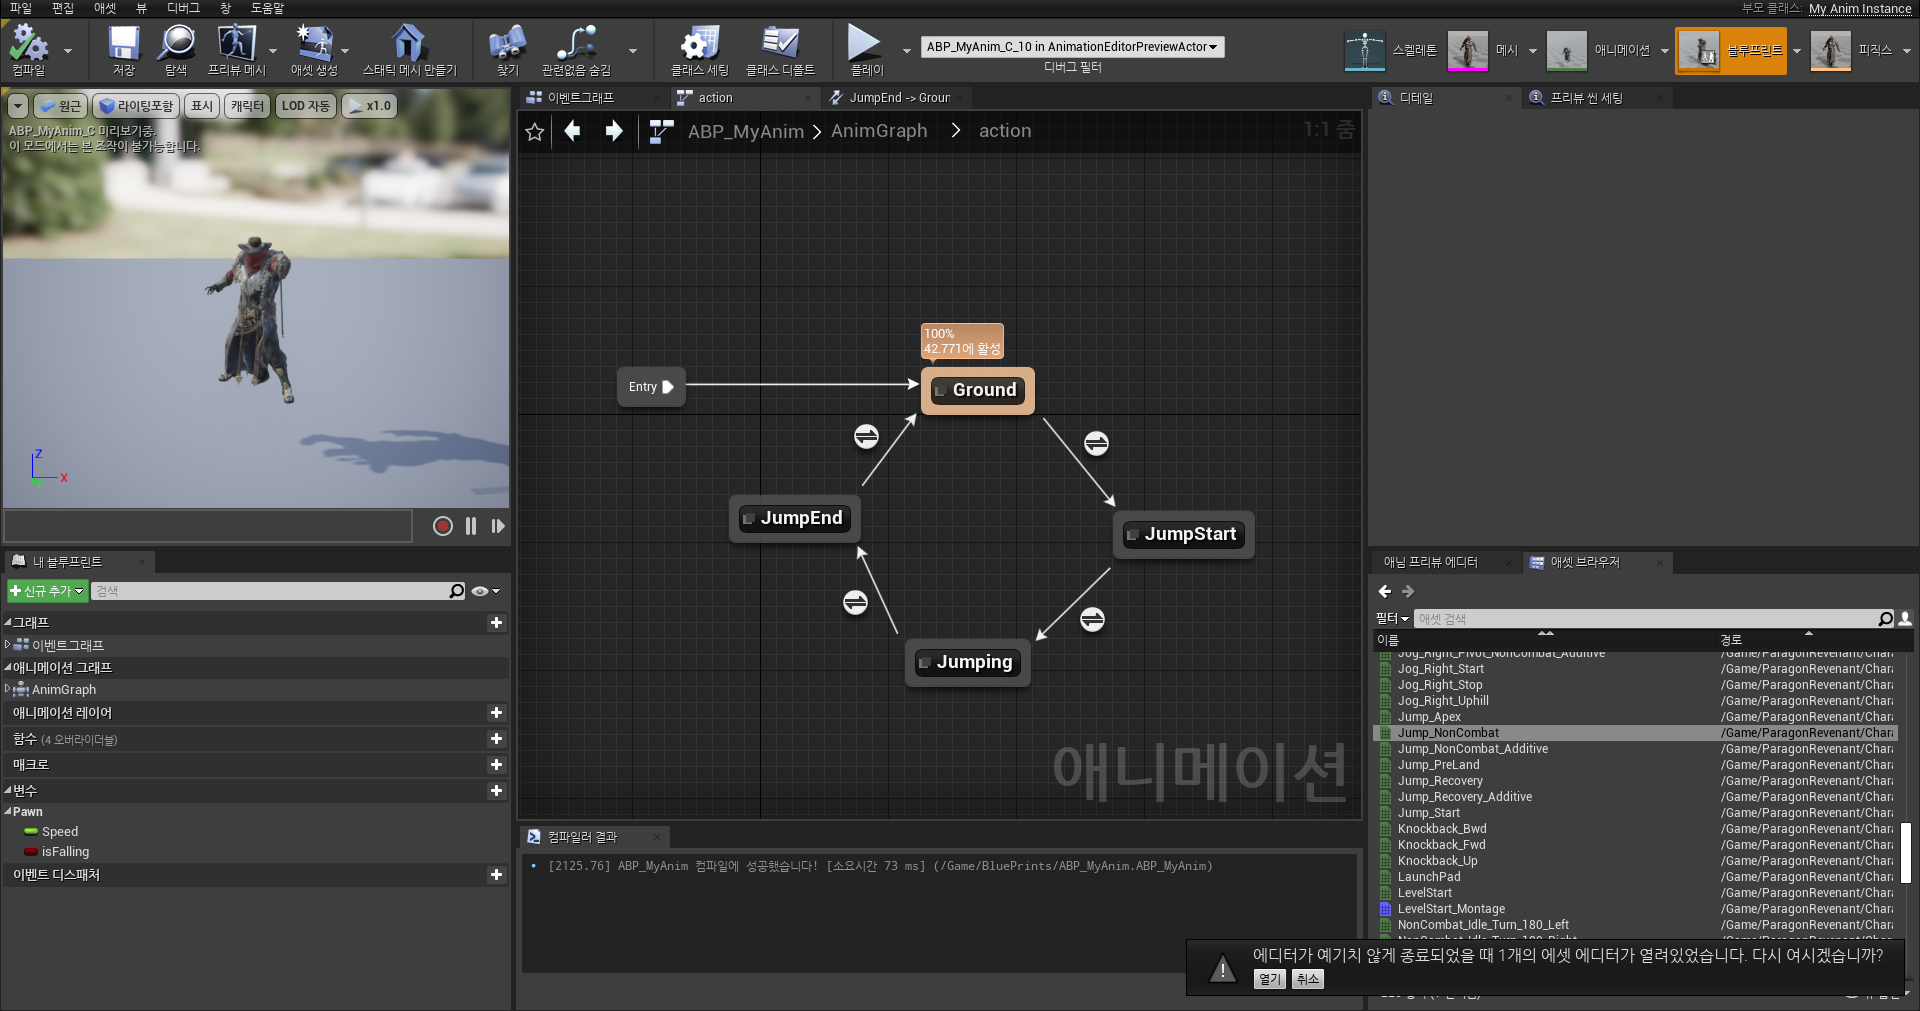 파일 편집 애셋 뷰 디버그 창 도움말
부모 클래스: My Anim Instance
컴파일
저장
탐색
프리뷰 메시
애셋 생성
스태틱 메시 만들기
찾기
관련없음 숨김
클래스 세팅
클래스 디폴트
플레이
ABP_MyAnim_C_10 in AnimationEditorPreviewActor
디버그 필터
스켈레톤
메시
애니메이션
블루프린트
피직스
원근
라이팅포함
표시
캐릭터
LOD 자동
x1.0
ABP_MyAnim_C 미리보기중.
이 모드에서는 본 조작이 불가능합니다.
Z
X
이벤트그래프
action
JumpEnd -> Groun
ABP_MyAnim > AnimGraph > action
1:1 줌
100%
42.771에 활성
Entry
Ground
JumpEnd
JumpStart
Jumping
애니메이션
디테일
프리뷰 씬 세팅
내 블루프린트
신규 추가
검색
그래프
이벤트그래프
애니메이션 그래프
AnimGraph
애니메이션 레이어
함수 (4 오버라이더블)
매크로
변수
Pawn
Speed
isFalling
이벤트 디스패처
컴파일러 결과
[2125.76] ABP_MyAnim 컴파일에 성공했습니다! [소요시간 73 ms] (/Game/BluePrints/ABP_MyAnim.ABP_MyAnim)
애님 프리뷰 에디터
애셋 브라우저
필터
애셋 검색
이름 경로
Jog_Right_Pivot_NonCombat_Additive /Game/ParagonRevenant/Chara
Jog_Right_Start /Game/ParagonRevenant/Chara
Jog_Right_Stop /Game/ParagonRevenant/Chara
Jog_Right_Uphill /Game/ParagonRevenant/Chara
Jump_Apex /Game/ParagonRevenant/Chara
Jump_NonCombat /Game/ParagonRevenant/Chara
Jump_NonCombat_Additive /Game/ParagonRevenant/Chara
Jump_PreLand /Game/ParagonRevenant/Chara
Jump_Recovery /Game/ParagonRevenant/Chara
Jump_Recovery_Additive /Game/ParagonRevenant/Chara
Jump_Start /Game/ParagonRevenant/Chara
Knockback_Bwd /Game/ParagonRevenant/Chara
Knockback_Fwd /Game/ParagonRevenant/Chara
Knockback_Up /Game/ParagonRevenant/Chara
LaunchPad /Game/ParagonRevenant/Chara
LevelStart /Game/ParagonRevenant/Chara
LevelStart_Montage /Game/ParagonRevenant/Chara
NonCombat_Idle_Turn_180_Left /Game/ParagonRevenant/Chara
에디터가 예기치 않게 종료되었을 때 1개의 에셋 에디터가 열려있었습니다. 다시 여시겠습니까?
열기
취소